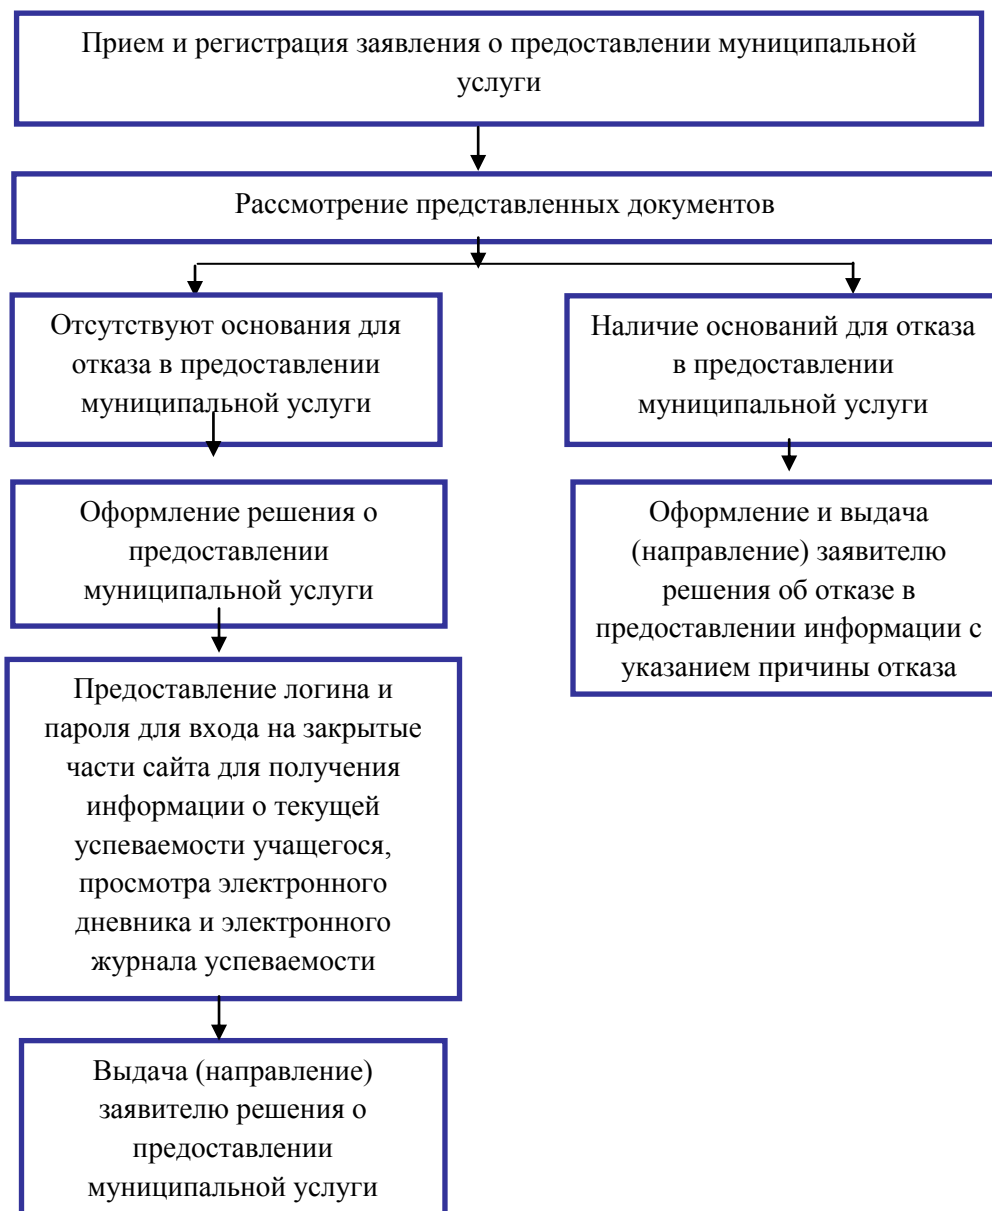 Прием и регистрация заявления о предоставлении муниципальной
услуги
Рассмотрение представленных документов
Отсутствуют основания для
отказа в предоставлении
муниципальной услуги
Наличие оснований для отказа
в предоставлении
муниципальной услуги
Оформление решения о
предоставлении
муниципальной услуги
Оформление и выдача
(направление) заявителю
решения об отказе в
предоставлении информации с
указанием причины отказа
Предоставление логина и
пароля для входа на закрытые
части сайта для получения
информации о текущей
успеваемости учащегося,
просмотра электронного
дневника и электронного
журнала успеваемости
Выдача (направление)
заявителю решения о
предоставлении
муниципальной услуги